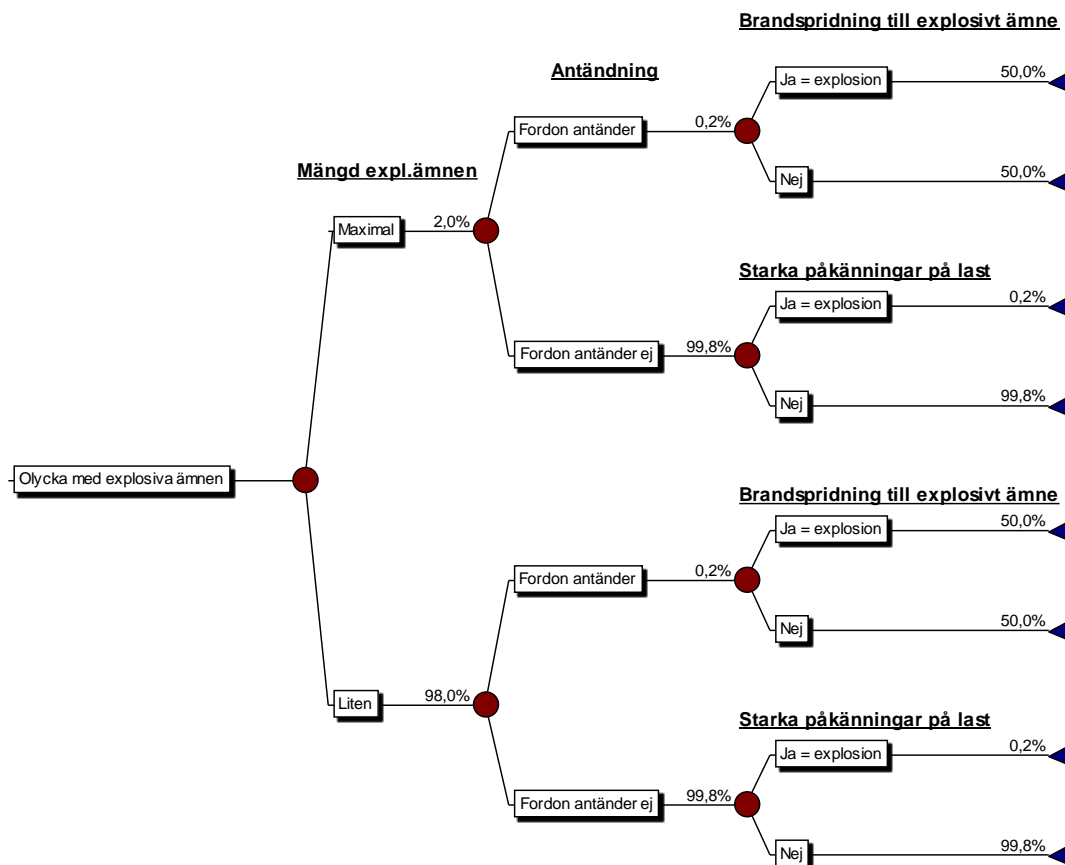 Brandspridning till explosivt ämne
Antändning
Ja = explosion 50,0%
Fordon antänder 0,2%
Mängd expl.ämnen
Nej 50,0%
Maximal 2,0%
Starka påkänningar på last
Ja = explosion 0,2%
Fordon antänder ej 99,8%
Nej 99,8%
Olycka med explosiva ämnen
Brandspridning till explosivt ämne
Ja = explosion 50,0%
Fordon antänder 0,2%
Nej 50,0%
Liten 98,0%
Starka påkänningar på last
Ja = explosion 0,2%
Fordon antänder ej 99,8%
Nej 99,8%